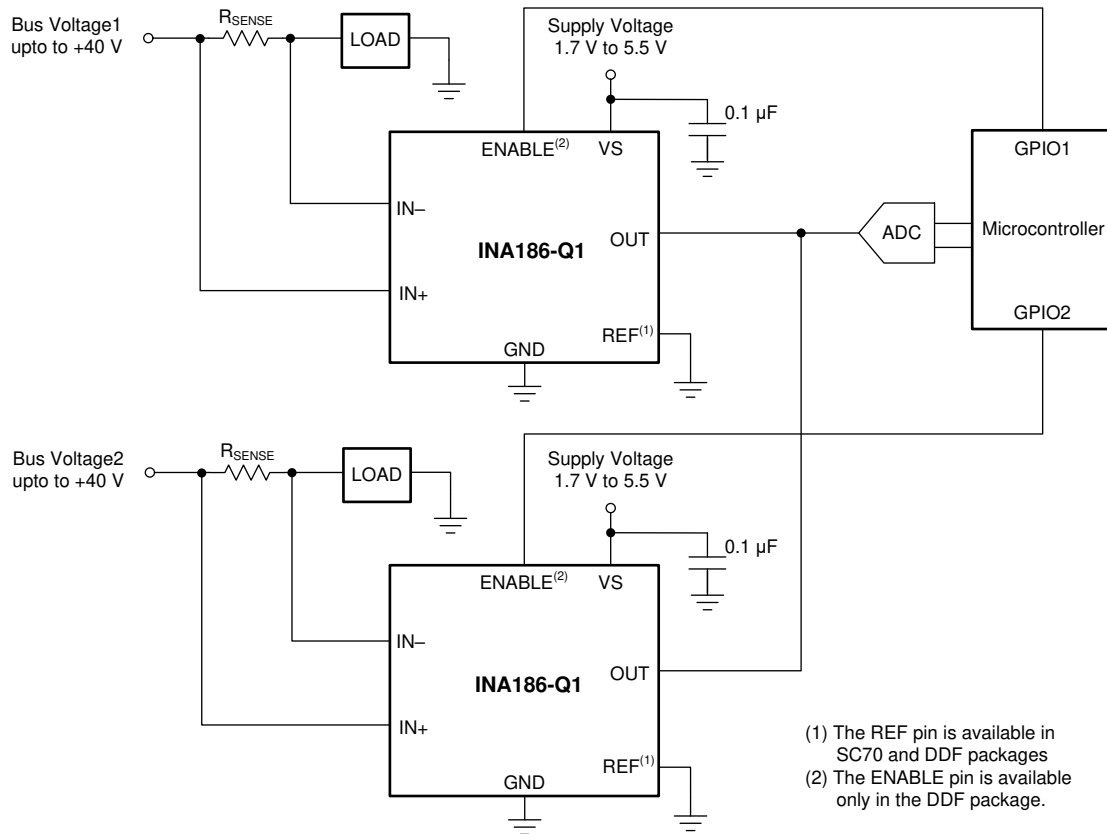 Bus Voltage1
upto to +40 V
RSENSE
LOAD
Supply Voltage
1.7 V to 5.5 V
0.1 µF
ENABLE(2)
VS
GPIO1
IN–
OUT
ADC
Microcontroller
INA186-Q1
IN+
GPIO2
REF(1)
GND
Bus Voltage2
upto to +40 V
RSENSE
LOAD
Supply Voltage
1.7 V to 5.5 V
0.1 µF
ENABLE(2)
VS
IN–
OUT
INA186-Q1
IN+
REF(1)
GND
(1) The REF pin is available in
SC70 and DDF packages
(2) The ENABLE pin is available
only in the DDF package.